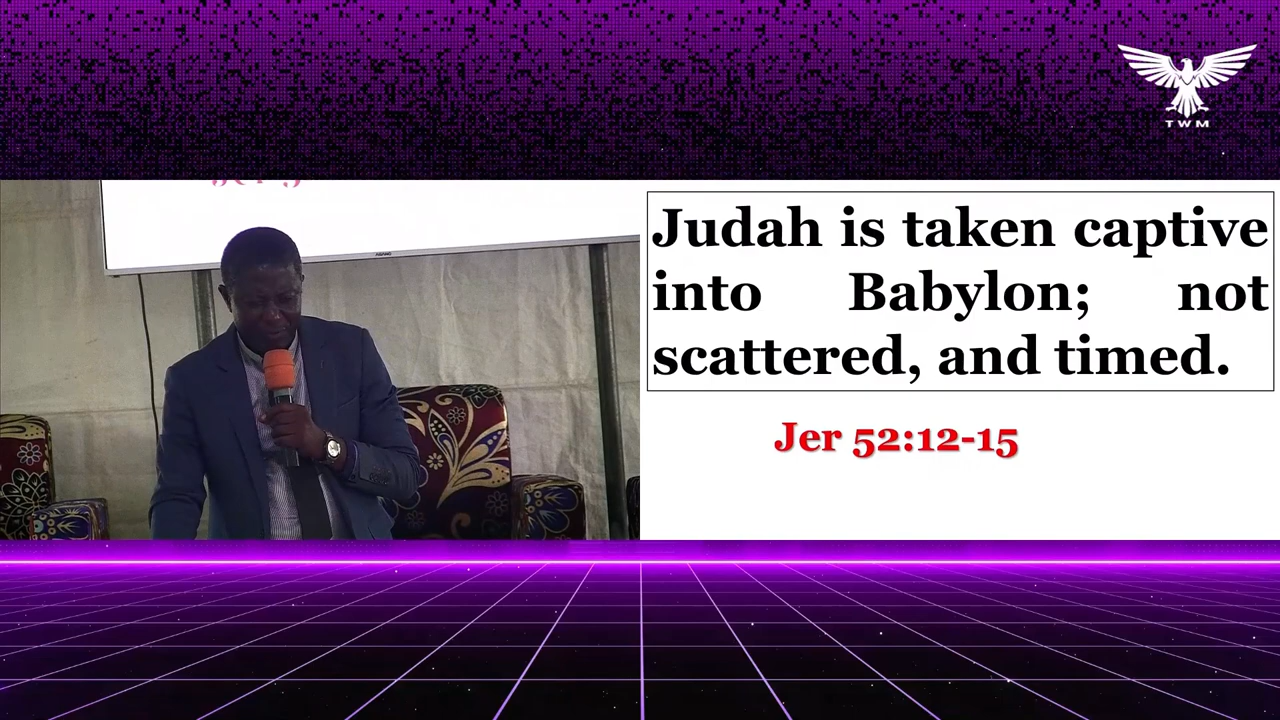 TWM
Judah is taken captive
into Babylon; not
scattered, and timed.
Jer 52:12-15